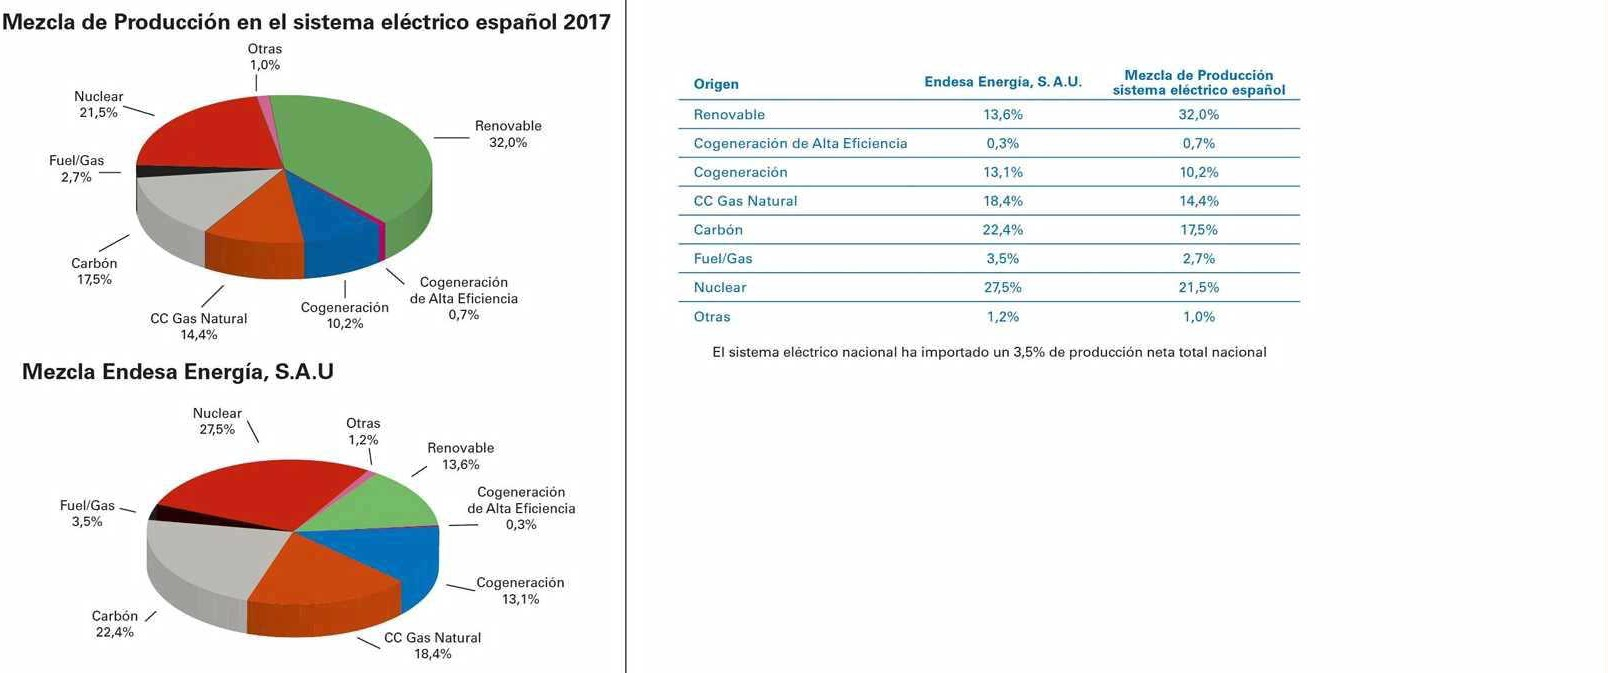 Mezcla de Producción en el sistema eléctrico español 2017
Otras
1,0%
Nuclear
21,5%
Renovable
32,0%
Fuel/Gas
2,7%
Carbón
17,5%
CC Gas Natural
14,4%
Cogeneración
10,2%
Cogeneración
de Alta Eficiencia
0,7%
Mezcla Endesa Energía, S.A.U
Nuclear
27,5%
Otras
1,2%
Renovable
13,6%
Cogeneración
de Alta Eficiencia
0,3%
Fuel/Gas
3,5%
Cogeneración
13,1%
Carbón
22,4%
CC Gas Natural
18,4%
Origen Endesa Energía, S. A.U. Mezcla de Producción
sistema eléctrico español
Renovable 13,6% 32,0%
Cogeneración de Alta Eficiencia 0,3% 0,7%
Cogeneración 13,1% 10,2%
CC Gas Natural 18,4% 14,4%
Carbón 22,4% 17,5%
Fuel/Gas 3,5% 2,7%
Nuclear 27,5% 21,5%
Otras 1,2% 1,0%
El sistema eléctrico nacional ha importado un 3,5% de producción neta total nacional